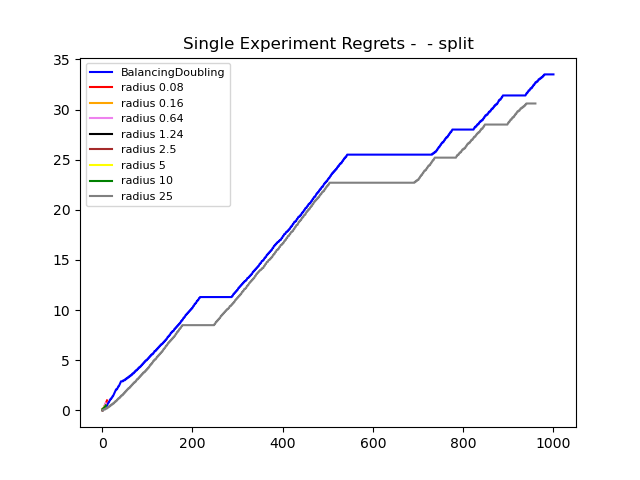 Single Experiment Regrets -  - split
35
30
25
20
15
10
5
0
BalancingDoubling
radius 0.08
radius 0.16
radius 0.64
radius 1.24
radius 2.5
radius 5
radius 10
radius 25
0 200 400 600 800 1000